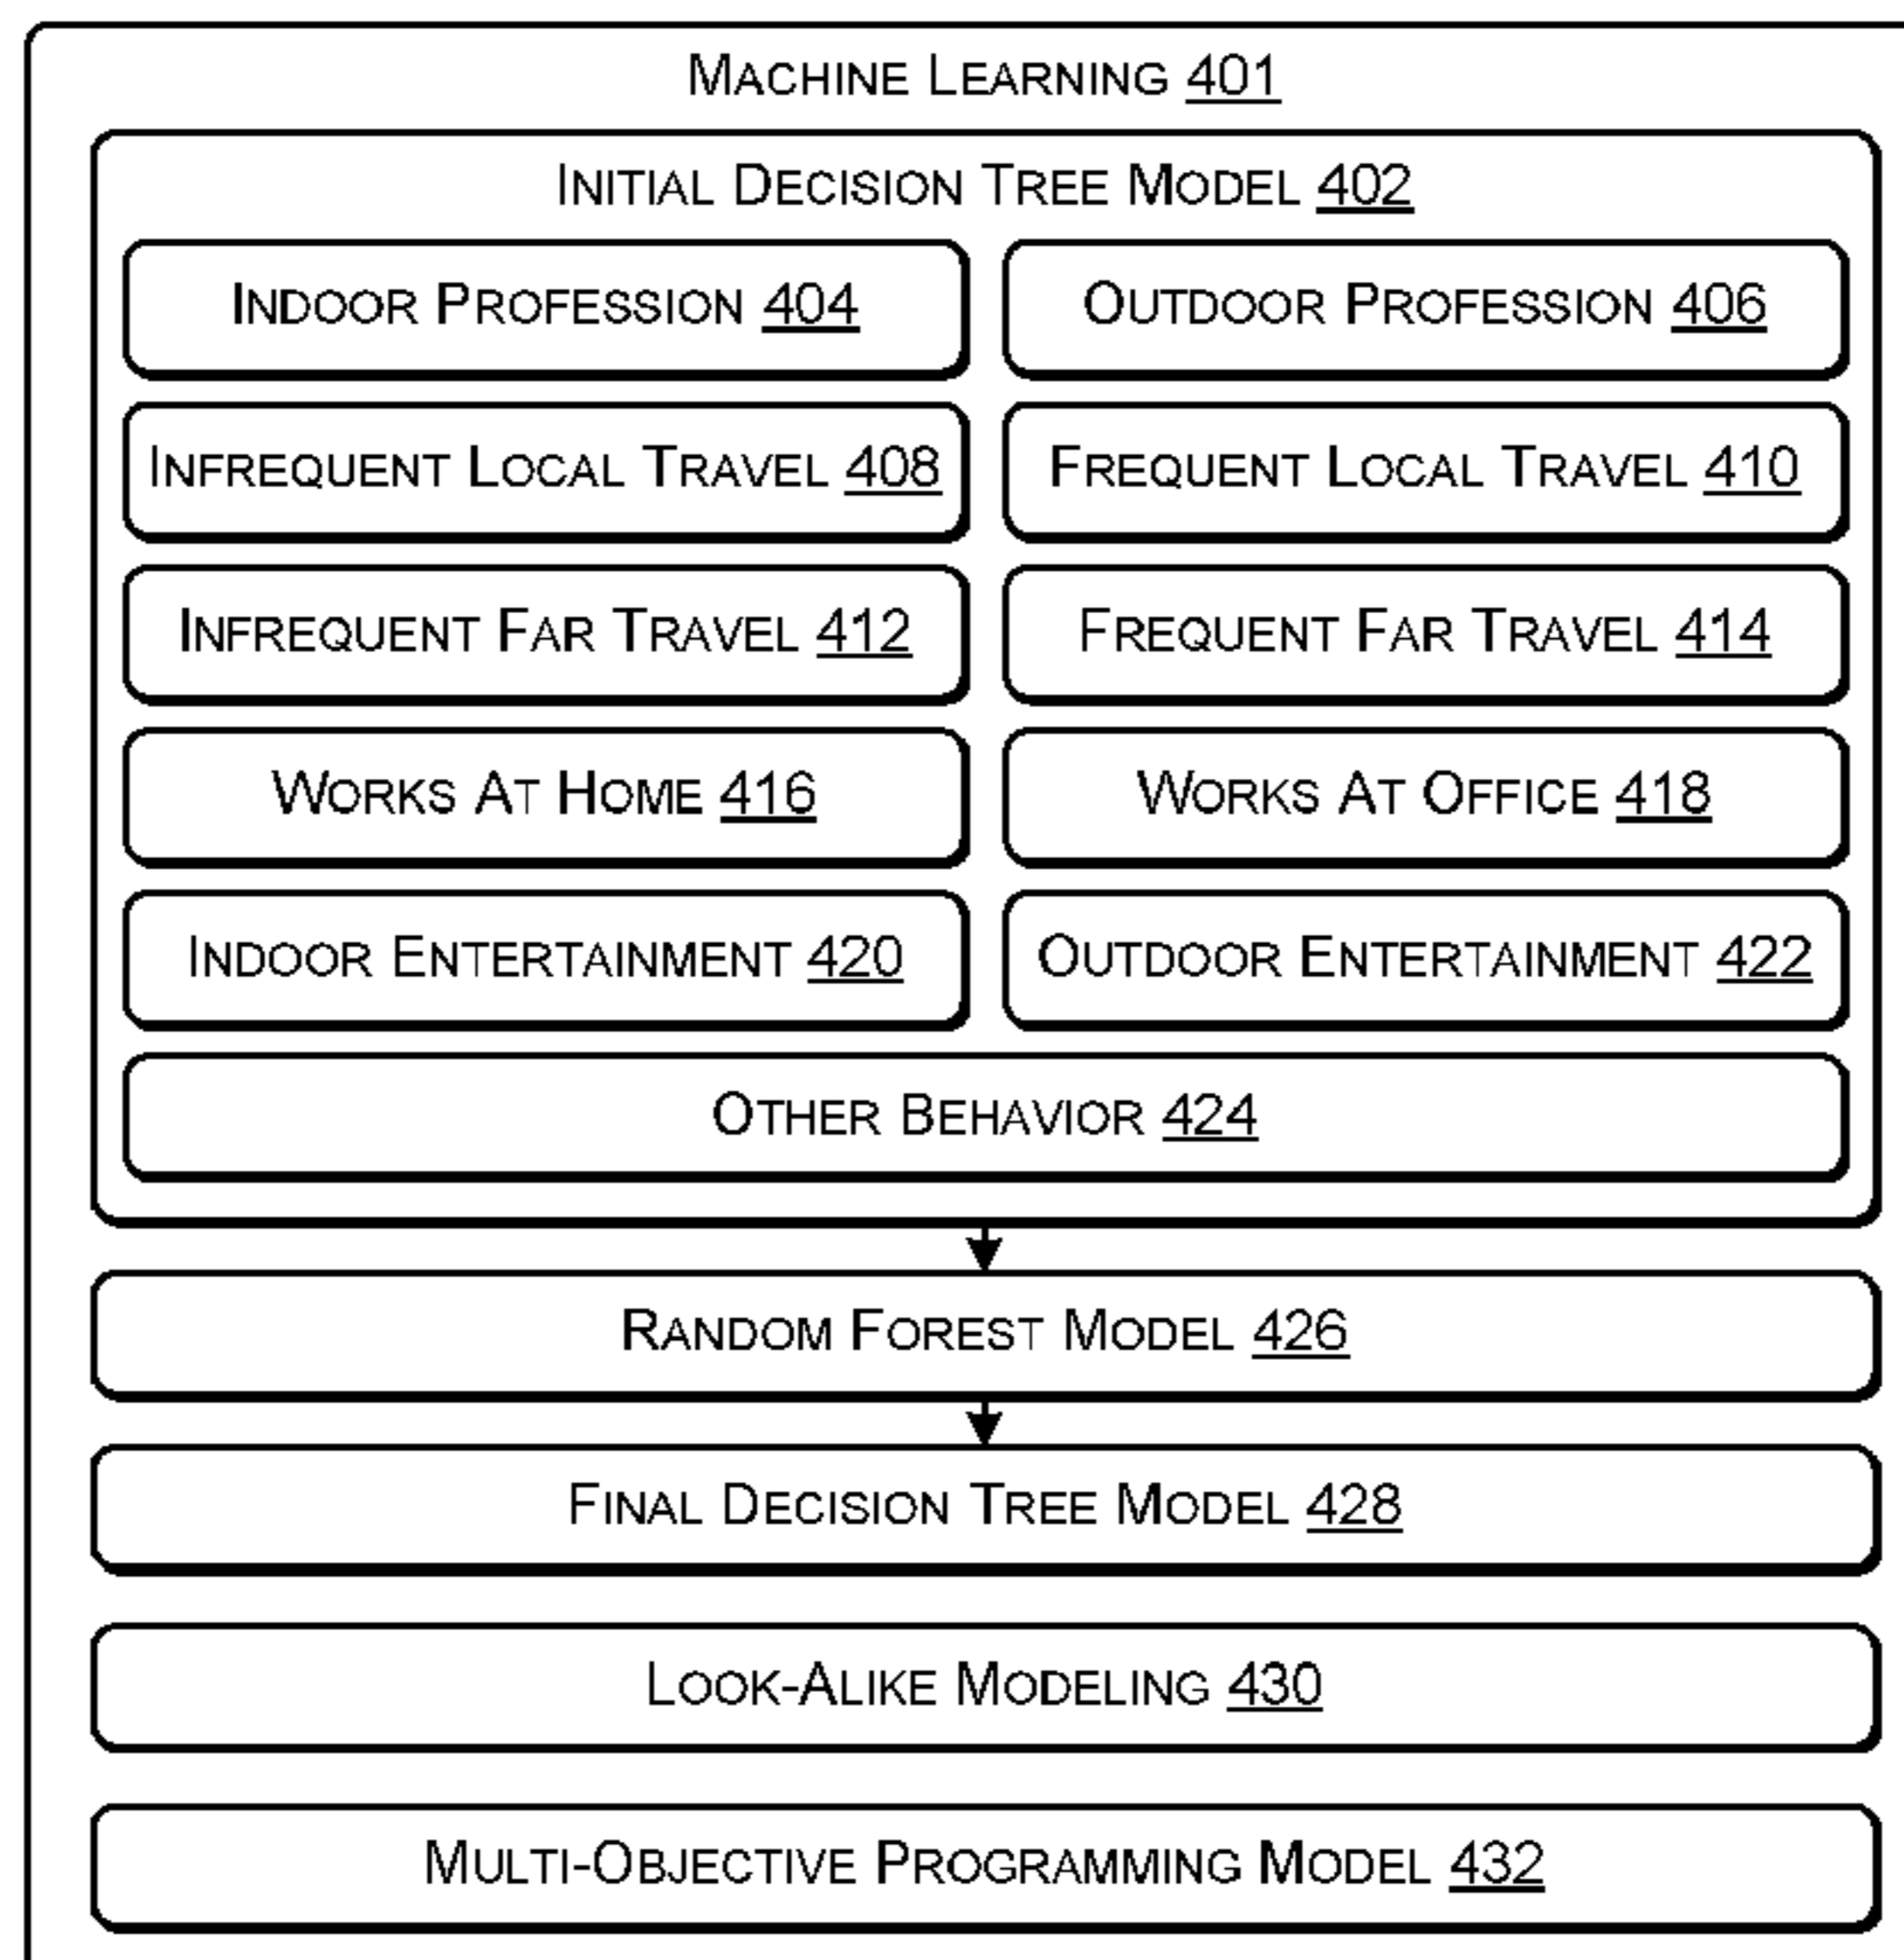 MACHINE LEARNING 401
INITIAL DECISION TREE MODEL 402
INDOOR PROFESSION 404
OUTDOOR PROFESSION 406
INFREQUENT LOCAL TRAVEL 408
FREQUENT LOCAL TRAVEL 410
INFREQUENT FAR TRAVEL 412
FREQUENT FAR TRAVEL 414
WORKS AT HOME 416
WORKS AT OFFICE 418
INDOOR ENTERTAINMENT 420
OUTDOOR ENTERTAINMENT 422
OTHER BEHAVIOR 424
RANDOM FOREST MODEL 426
FINAL DECISION TREE MODEL 428
LOOK-ALIKE MODELING 430
MULTI-OBJECTIVE PROGRAMMING MODEL 432